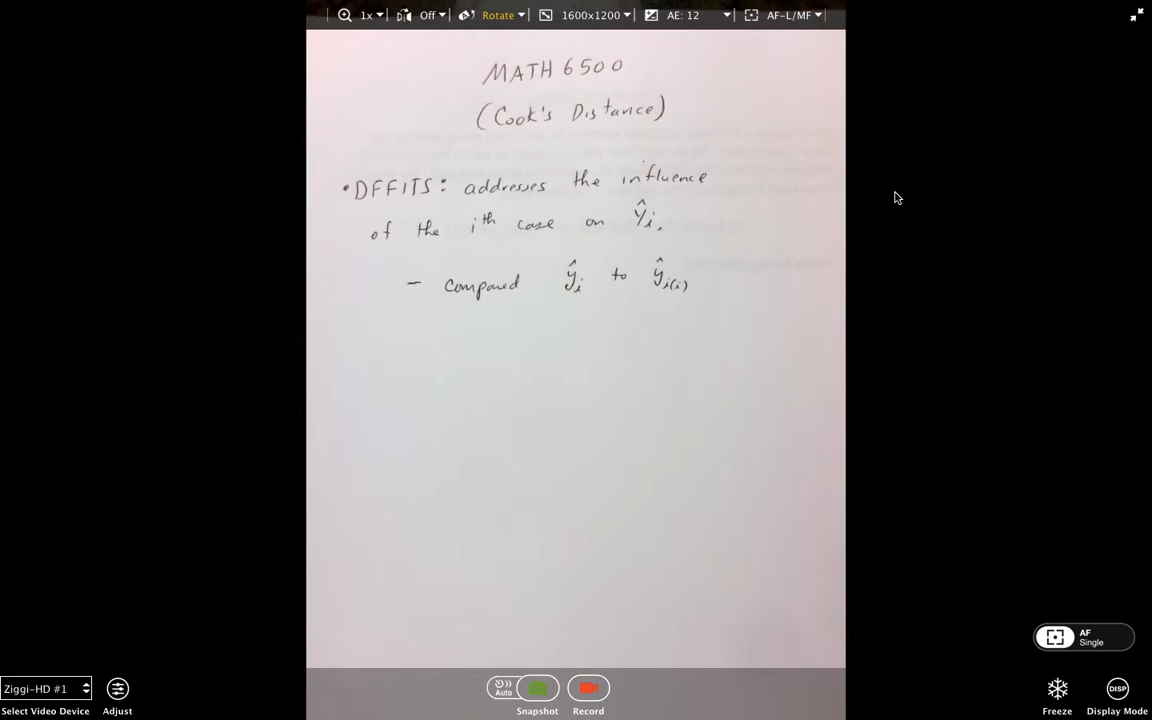 1x Off Rotate 1600x1200 AE: 12 AF-L/MF
MATH 6500
(Cook's Distance)
• DFFITS: addresses the influence
of the ith case on Ŷi.
– compared ŷi to ŷi(i)
AF
Single
Ziggi-HD #1
Select Video Device
Adjust
Auto
Snapshot
Record
Freeze
DISP
Display Mode